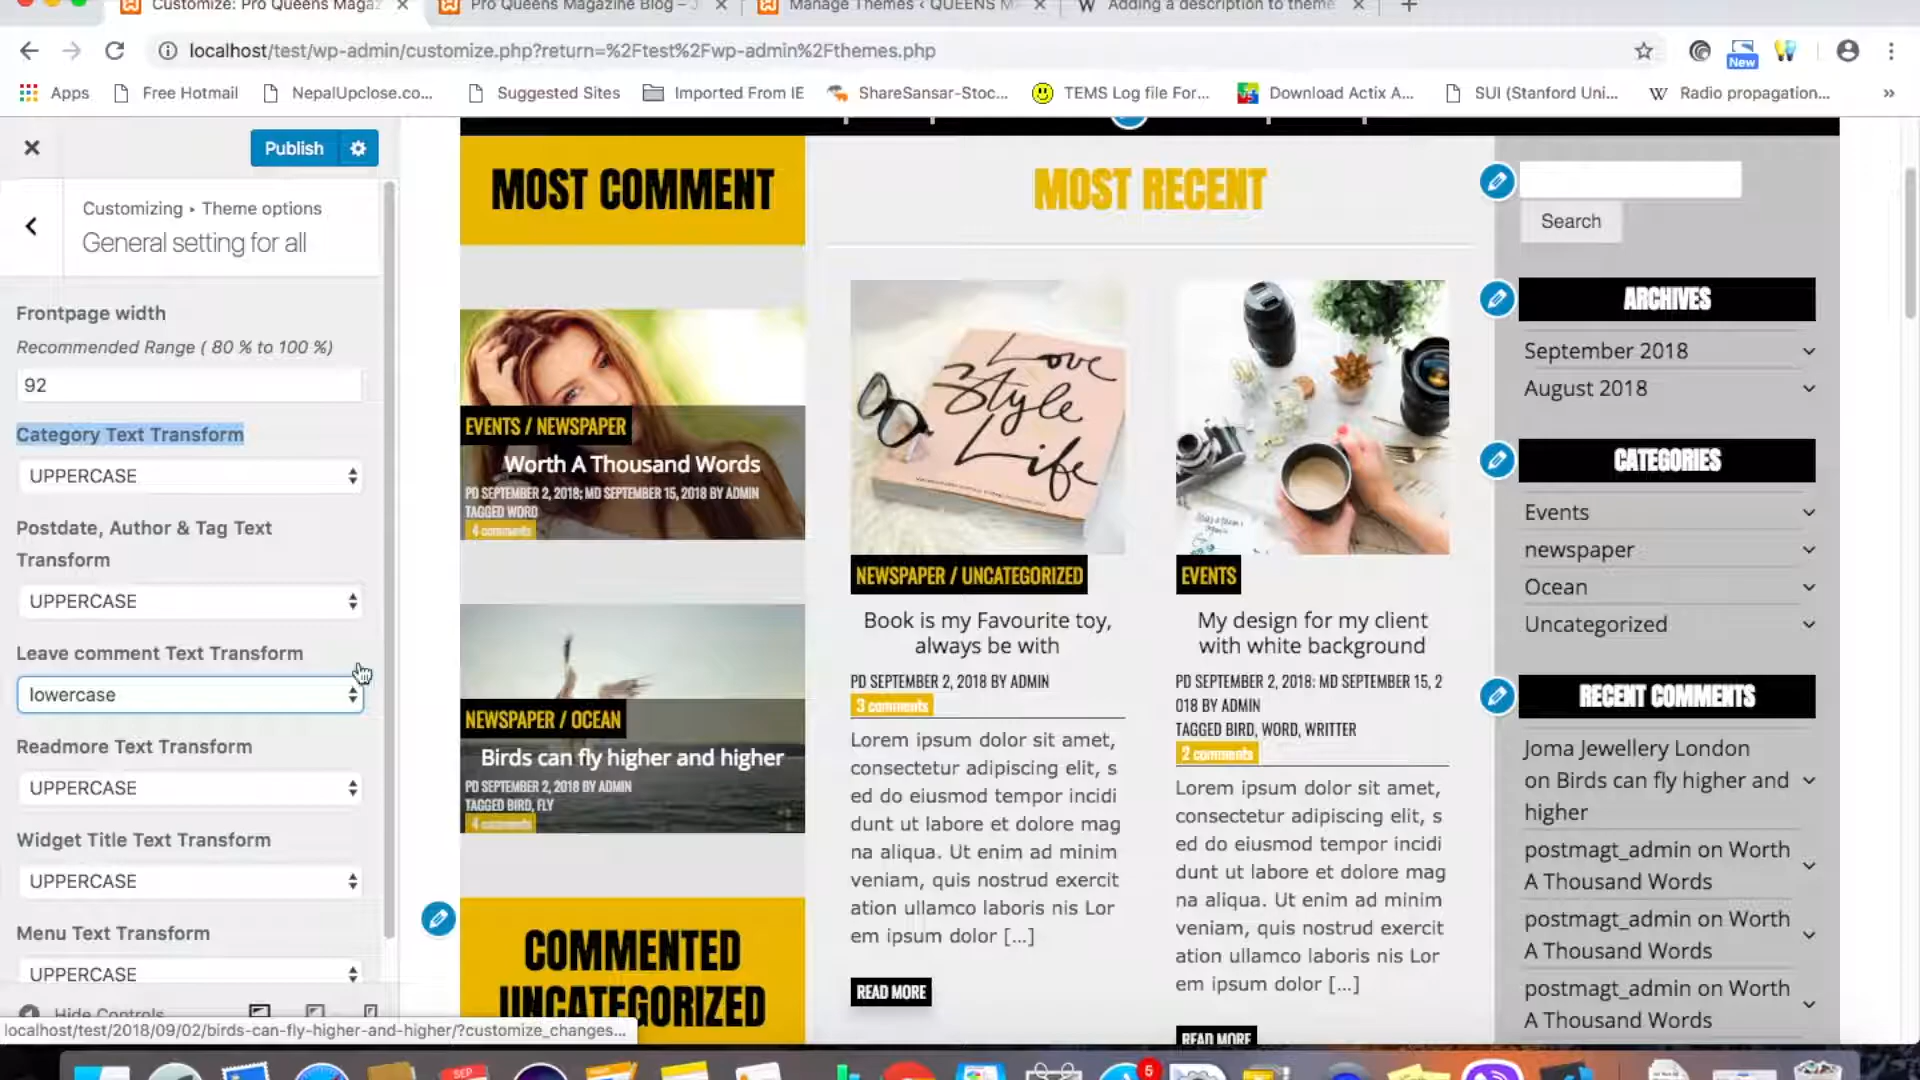 Customize: Pro Queens Magaz
Pro Queens Magazine Blog – J
Manage Themes ‹ QUEENS M
Adding a description to theme
localhost/test/wp-admin/customize.php?return=%2Ftest%2Fwp-admin%2Fthemes.php
New
Apps
Free Hotmail
NepalUpclose.co...
Suggested Sites
Imported From IE
ShareSansar-Stoc...
TEMS Log file For...
Download Actix A...
SUI (Stanford Uni...
Radio propagation...
»
Publish
Customizing ▸ Theme options
General setting for all
Frontpage width
Recommended Range ( 80 % to 100 %)
92
Category Text Transform
UPPERCASE
Postdate, Author & Tag Text
Transform
UPPERCASE
Leave comment Text Transform
lowercase
Readmore Text Transform
UPPERCASE
Widget Title Text Transform
UPPERCASE
Menu Text Transform
UPPERCASE
Hide Controls
localhost/test/2018/09/02/birds-can-fly-higher-and-higher/?customize_changes...
MOST COMMENT
EVENTS / NEWSPAPER
Worth A Thousand Words
PD SEPTEMBER 2, 2018; MD SEPTEMBER 15, 2018 BY ADMIN
TAGGED WORD
4 comments
NEWSPAPER / OCEAN
Birds can fly higher and higher
PD SEPTEMBER 2, 2018 BY ADMIN
TAGGED BIRD, FLY
4 comments
COMMENTED
UNCATEGORIZED
MOST RECENT
Love
Style
Life
NEWSPAPER / UNCATEGORIZED
Book is my Favourite toy,
always be with
PD SEPTEMBER 2, 2018 BY ADMIN
3 comments
Lorem ipsum dolor sit amet,
consectetur adipiscing elit, s
ed do eiusmod tempor incidi
dunt ut labore et dolore mag
na aliqua. Ut enim ad minim
veniam, quis nostrud exercit
ation ullamco laboris nis Lor
em ipsum dolor [...]
READ MORE
EVENTS
My design for my client
with white background
PD SEPTEMBER 2, 2018; MD SEPTEMBER 15, 2
018 BY ADMIN
TAGGED BIRD, WORD, WRITTER
2 comments
Lorem ipsum dolor sit amet,
consectetur adipiscing elit, s
ed do eiusmod tempor incidi
dunt ut labore et dolore mag
na aliqua. Ut enim ad minim
veniam, quis nostrud exercit
ation ullamco laboris nis Lor
em ipsum dolor [...]
READ MORE
Search
ARCHIVES
September 2018
August 2018
CATEGORIES
Events
newspaper
Ocean
Uncategorized
RECENT COMMENTS
Joma Jewellery London
on Birds can fly higher and
higher
postmagt_admin on Worth
A Thousand Words
postmagt_admin on Worth
A Thousand Words
postmagt_admin on Worth
A Thousand Words
SEP
6